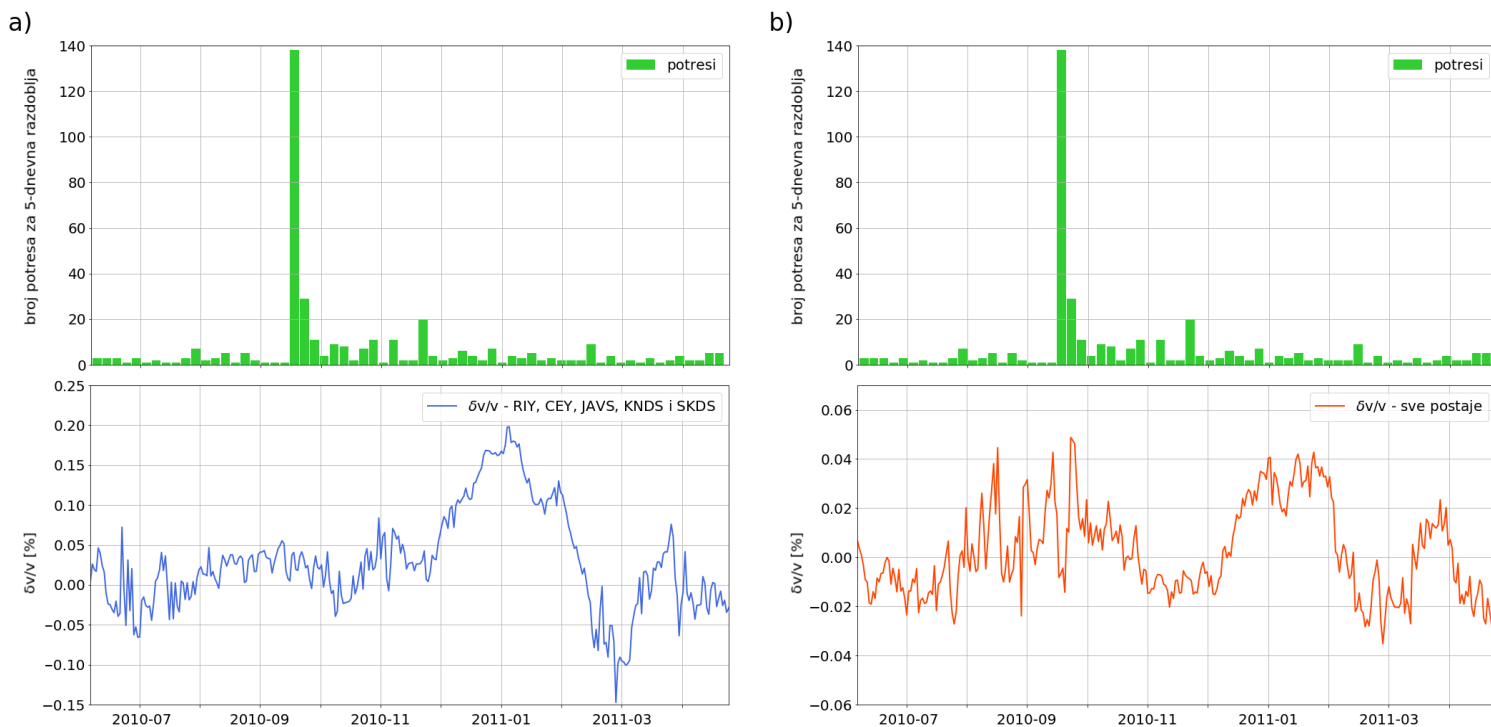 a)
140
120
100
80
60
40
20
0
broj potresa za 5-dnevna razdoblja
potresi
0.25
0.20
0.15
0.10
0.05
0.00
−0.05
−0.10
−0.15
δv/v [%]
δv/v - RIY, CEY, JAVS, KNDS i SKDS
2010-07 2010-09 2010-11 2011-01 2011-03
b)
140
120
100
80
60
40
20
0
broj potresa za 5-dnevna razdoblja
potresi
0.06
0.04
0.02
0.00
−0.02
−0.04
−0.06
δv/v [%]
δv/v - sve postaje
2010-07 2010-09 2010-11 2011-01 2011-03